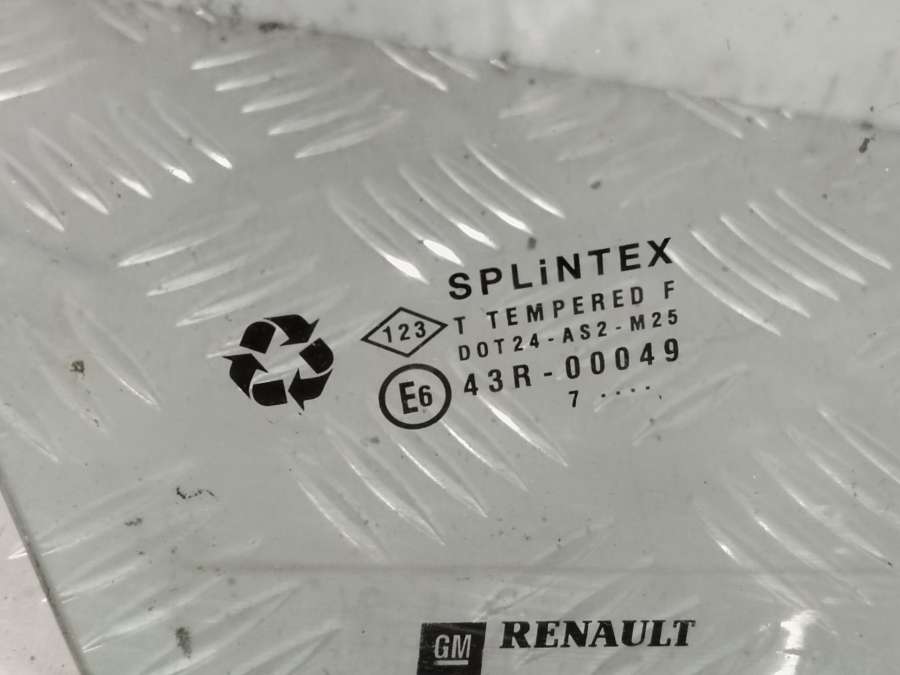 SPLiNTEX
123 T TEMPERED F
DOT24-AS2-M25
E6 43R-00049
7 ....
GM RENAULT